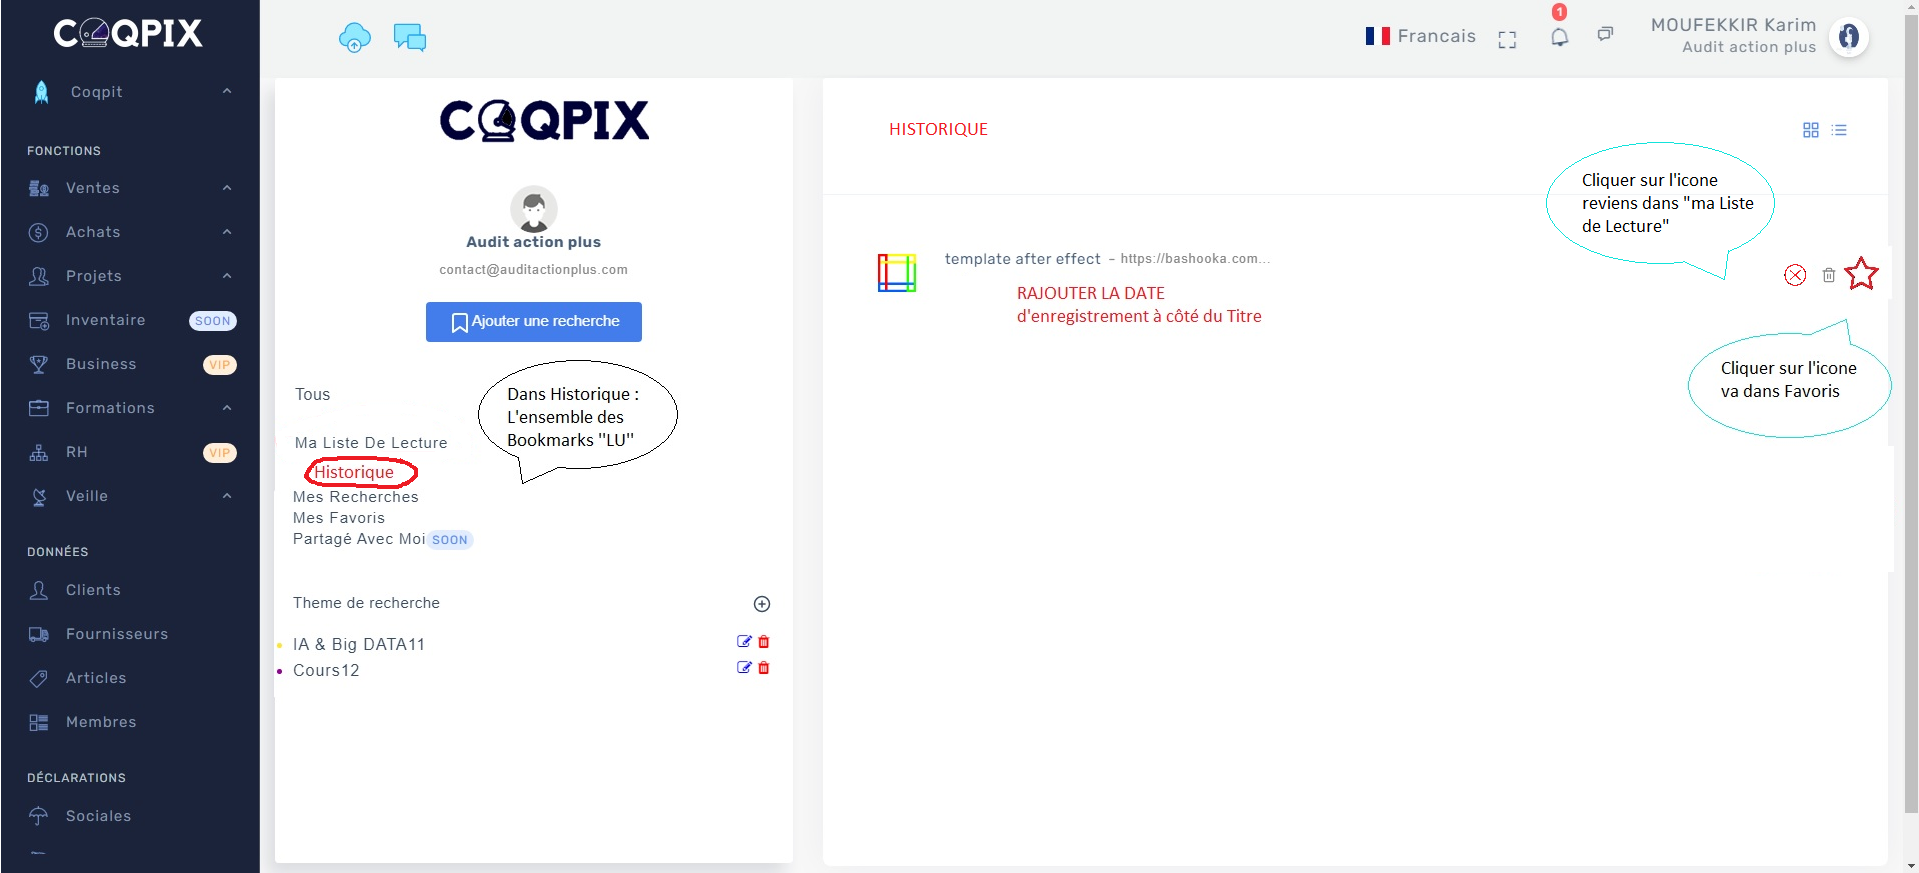 COQPIX
Coqpit
FONCTIONS
Ventes
Achats
Projets
Inventaire SOON
Business VIP
Formations
RH VIP
Veille
DONNÉES
Clients
Fournisseurs
Articles
Membres
DÉCLARATIONS
Sociales
Francais
1
MOUFEKKIR Karim
Audit action plus
COQPIX
Audit action plus
contact@auditactionplus.com
Ajouter une recherche
Tous
Ma Liste De Lecture
Historique
Mes Recherches
Mes Favoris
Partagé Avec Moi SOON
Dans Historique :
L'ensemble des
Bookmarks "LU"
Theme de recherche
IA & Big DATA11
Cours12
HISTORIQUE
Cliquer sur l'icone
reviens dans "ma Liste
de Lecture"
template after effect - https://bashooka.com...
RAJOUTER LA DATE
d'enregistrement à côté du Titre
Cliquer sur l'icone
va dans Favoris